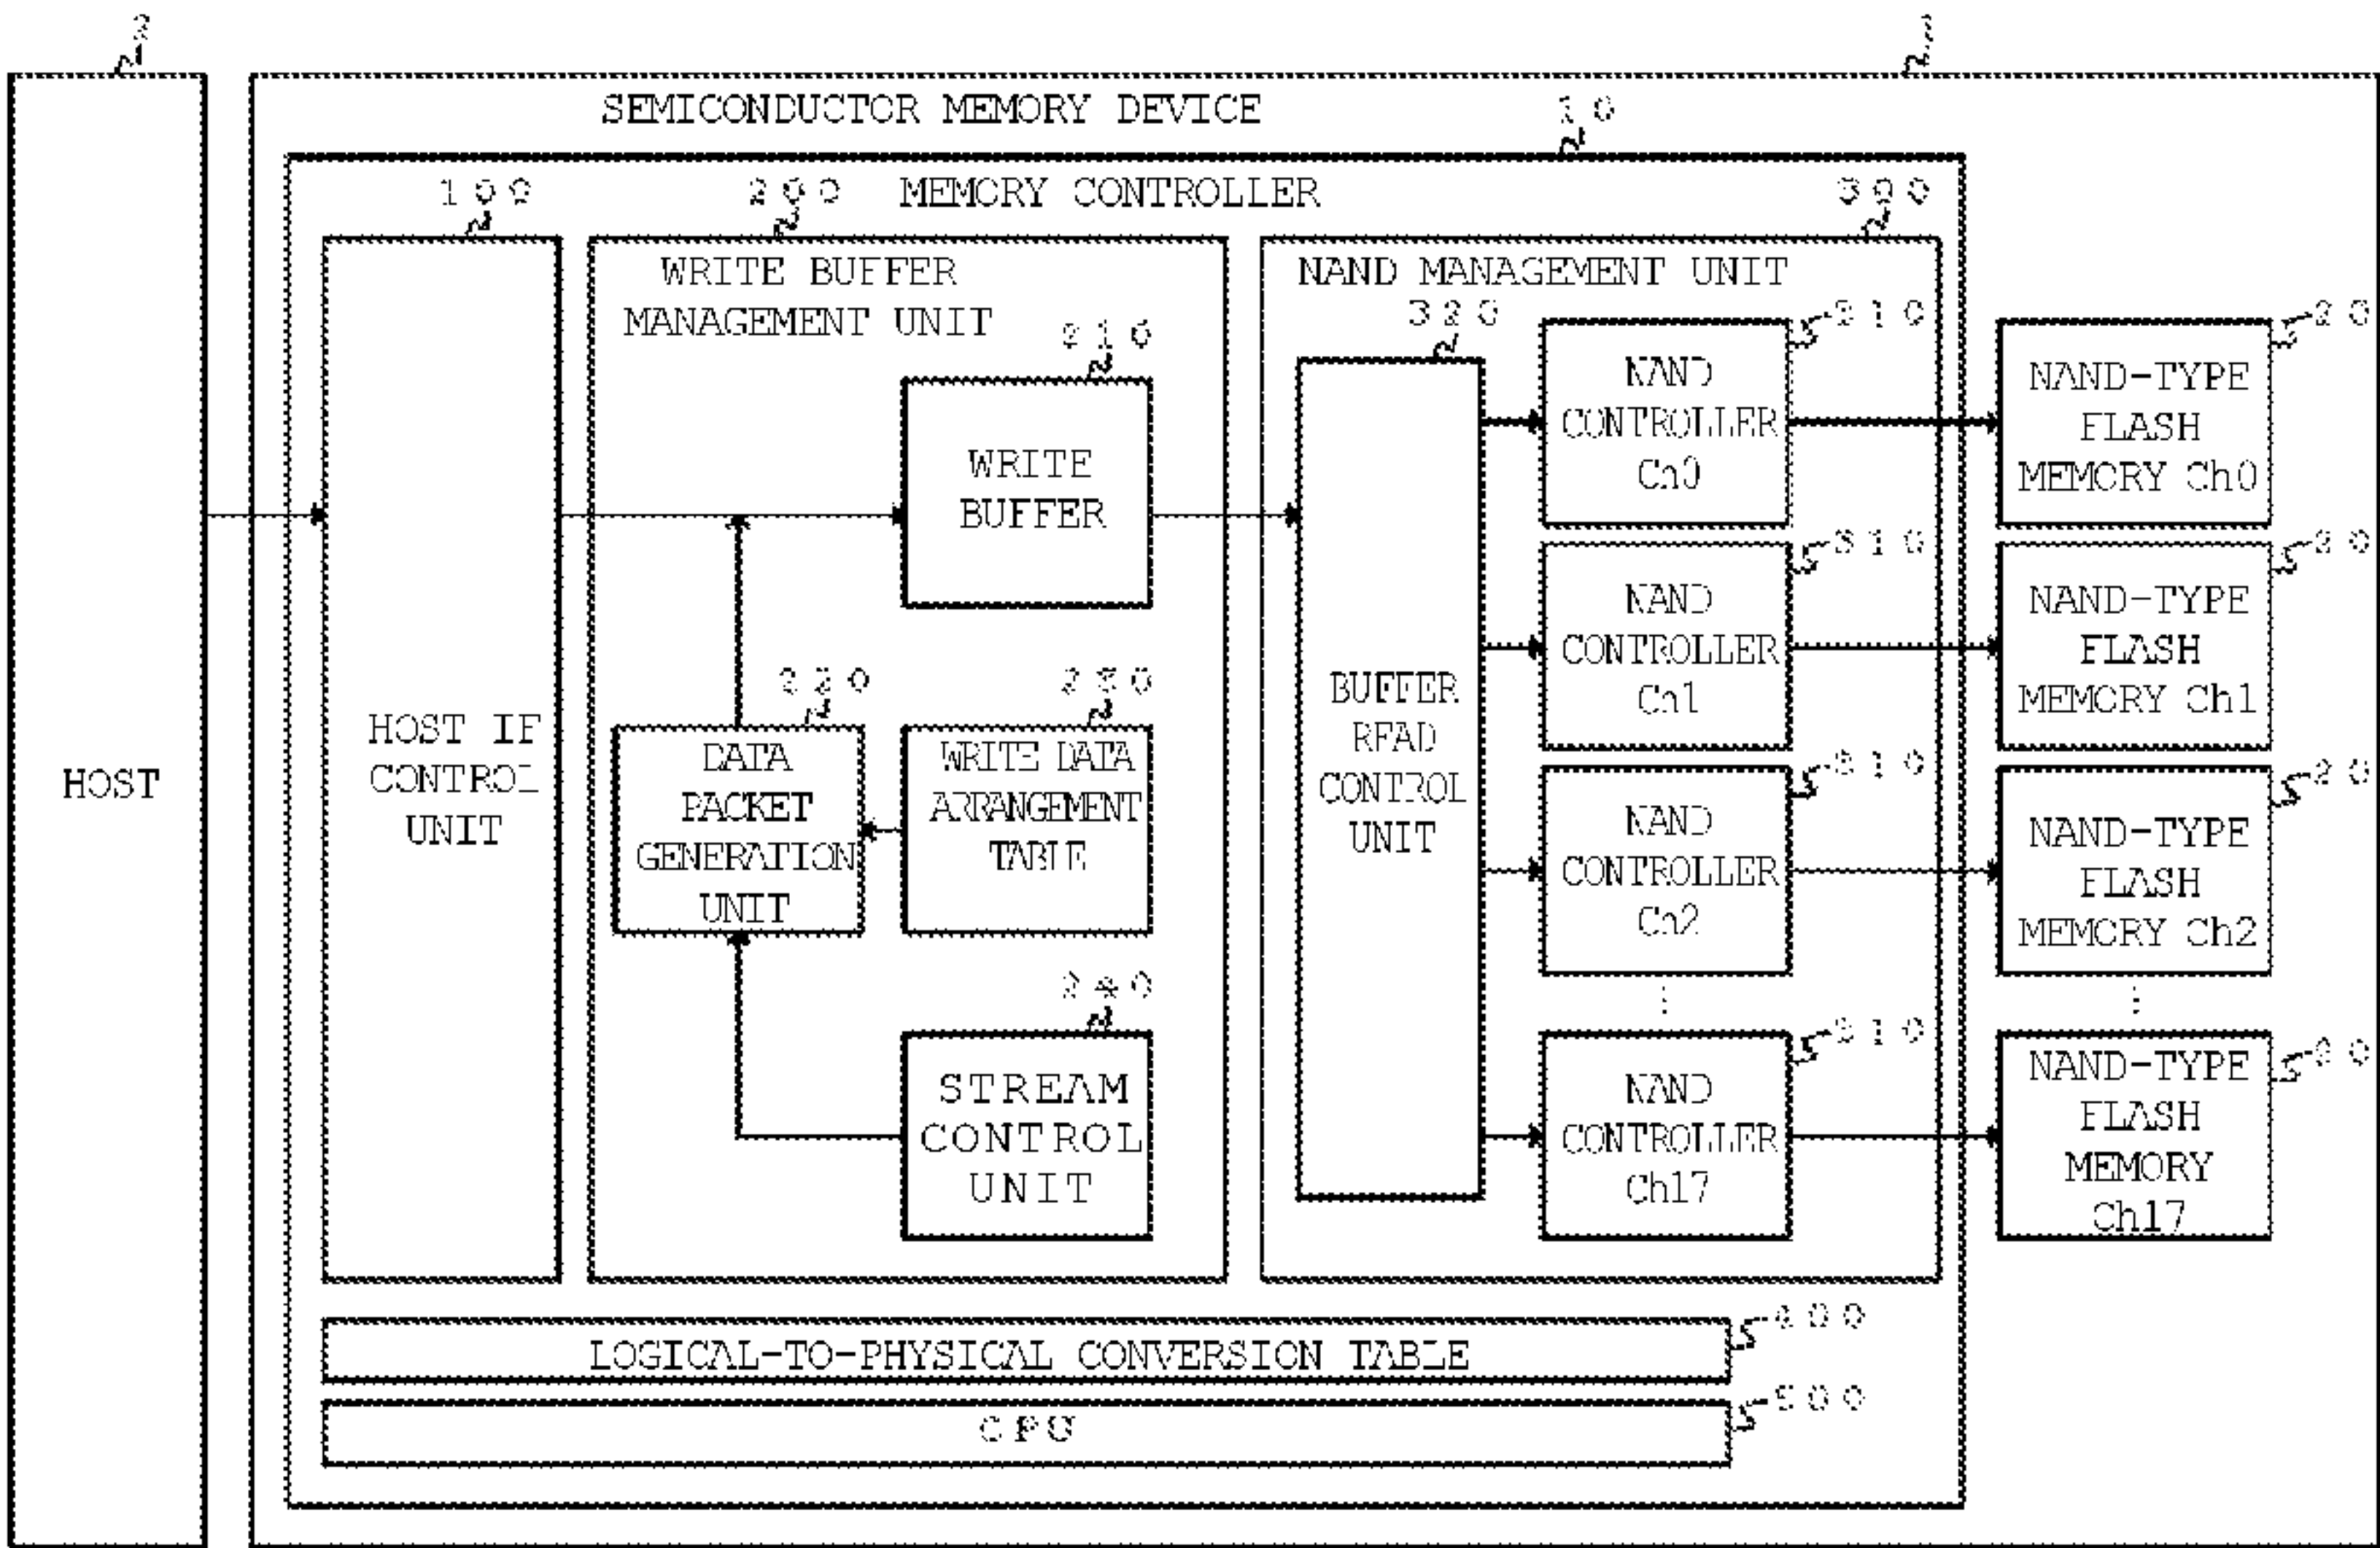 2
1
SEMICONDUCTOR MEMORY DEVICE
10
MEMORY CONTROLLER
100
200
300
WRITE BUFFER
MANAGEMENT UNIT
NAND MANAGEMENT UNIT
HOST
HOST IF
CONTROL
UNIT
210
WRITE
BUFFER
220
DATA
PACKET
GENERATION
UNIT
230
WRITE DATA
ARRANGEMENT
TABLE
240
STREAM
CONTROL
UNIT
320
BUFFER
READ
CONTROL
UNIT
310
NAND
CONTROLLER
Ch0
310
NAND
CONTROLLER
Ch1
310
NAND
CONTROLLER
Ch2
⋮
310
NAND
CONTROLLER
Ch17
20
NAND-TYPE
FLASH
MEMORY Ch0
20
NAND-TYPE
FLASH
MEMORY Ch1
20
NAND-TYPE
FLASH
MEMORY Ch2
⋮
20
NAND-TYPE
FLASH
MEMORY
Ch17
400
LOGICAL-TO-PHYSICAL CONVERSION TABLE
500
CPU